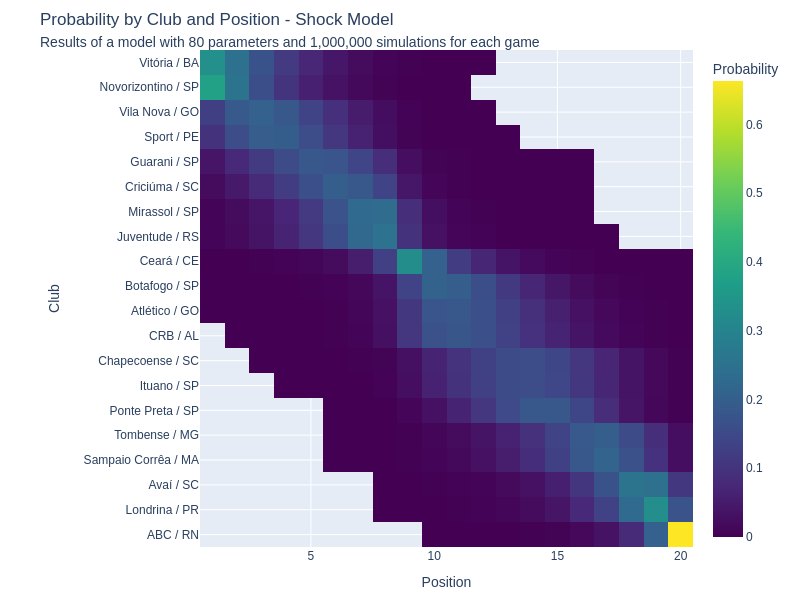 Probability by Club and Position - Shock Model
Results of a model with 80 parameters and 1,000,000 simulations for each game
Probability
Vitória / BA
Novorizontino / SP
Vila Nova / GO
Sport / PE
Guarani / SP
Criciúma / SC
Mirassol / SP
Juventude / RS
Ceará / CE
Botafogo / SP
Atlético / GO
CRB / AL
Chapecoense / SC
Ituano / SP
Ponte Preta / SP
Tombense / MG
Sampaio Corrêa / MA
Avaí / SC
Londrina / PR
ABC / RN
Club
5
10
15
20
Position
0.6
0.5
0.4
0.3
0.2
0.1
0